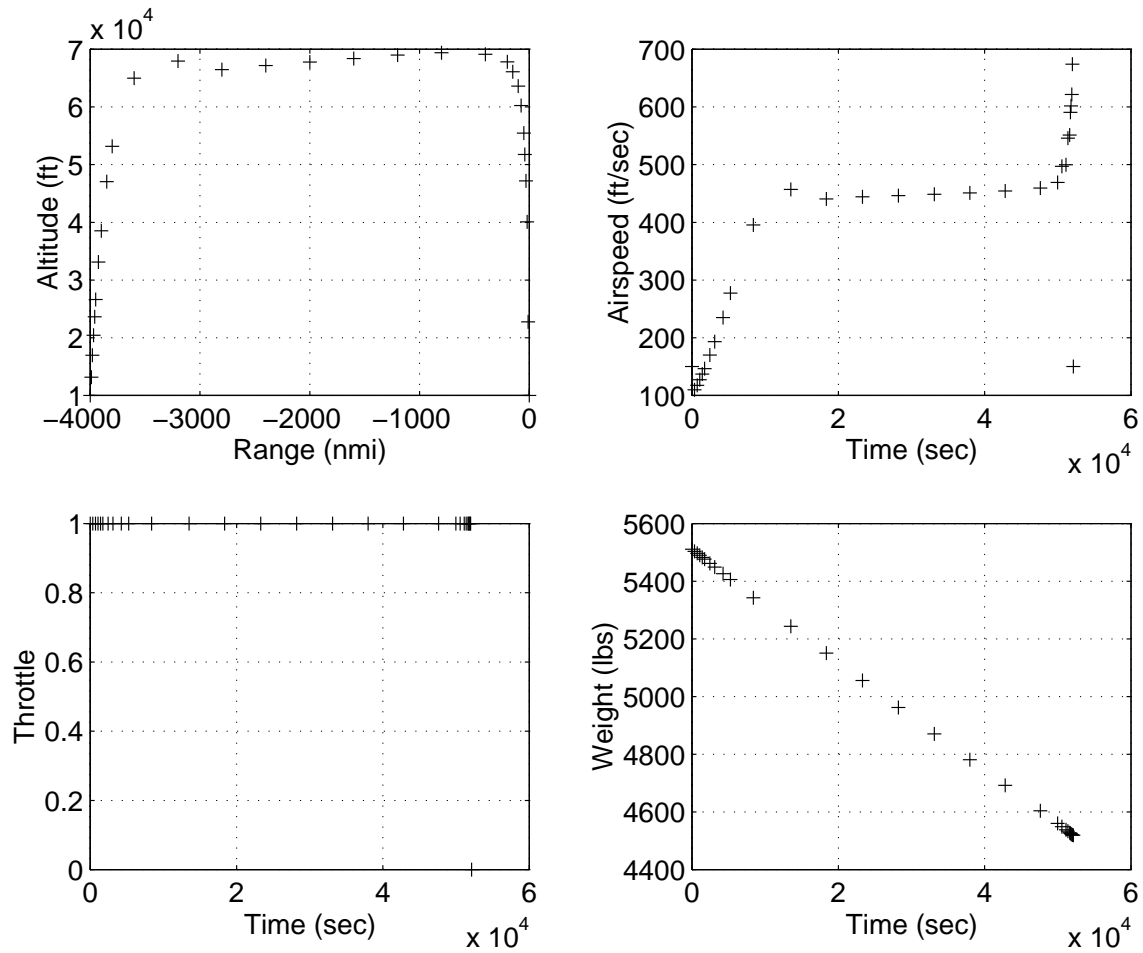 x 10^4
7
6
5
4
3
2
1
Altitude (ft)
−4000 −3000 −2000 −1000 0
Range (nmi)
700
600
500
400
300
200
100
Airspeed (ft/sec)
0 2 4 6
Time (sec)
x 10^4
1
0.8
0.6
0.4
0.2
0
Throttle
0 2 4 6
Time (sec)
x 10^4
5600
5400
5200
5000
4800
4600
4400
Weight (lbs)
0 2 4 6
Time (sec)
x 10^4